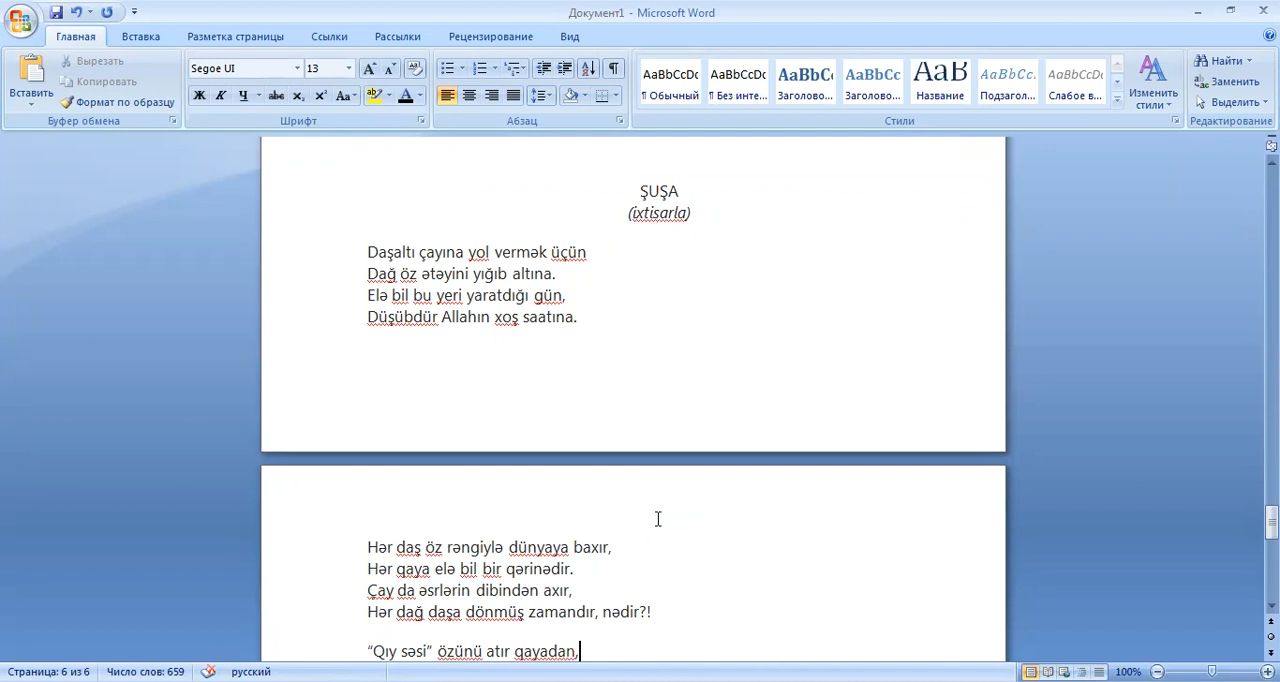 Документ1 - Microsoft Word
Главная Вставка Разметка страницы Ссылки Рассылки Рецензирование Вид
Вставить
Вырезать
Копировать
Формат по образцу
Буфер обмена
Segoe UI 13
Ж К Ч abc x₂ x² Aa
Шрифт
Абзац
AaBbCcDc AaBbCcDc AaBbCc AaBbCc AaB AaBbCc. AaBbCcDc
¶ Обычный ¶ Без инте... Заголово... Заголово... Название Подзагол... Слабое в...
Стили
Изменить стили
Найти
Заменить
Выделить
Редактирование
ŞUŞA
(ixtisarla)
Daşaltı çayına yol vermək üçün
Dağ öz ətəyini yığıb altına.
Elə bil bu yeri yaratdığı gün,
Düşübdür Allahın xoş saatına.
Hər daş öz rəngiylə dünyaya baxır,
Hər qaya elə bil bir qərinədir.
Çay da əsrlərin dibindən axır,
Hər dağ daşa dönmüş zamandır, nədir?!
“Qıy səsi” özünü atır qayadan,
Страница: 6 из 6 Число слов: 659 русский 100%